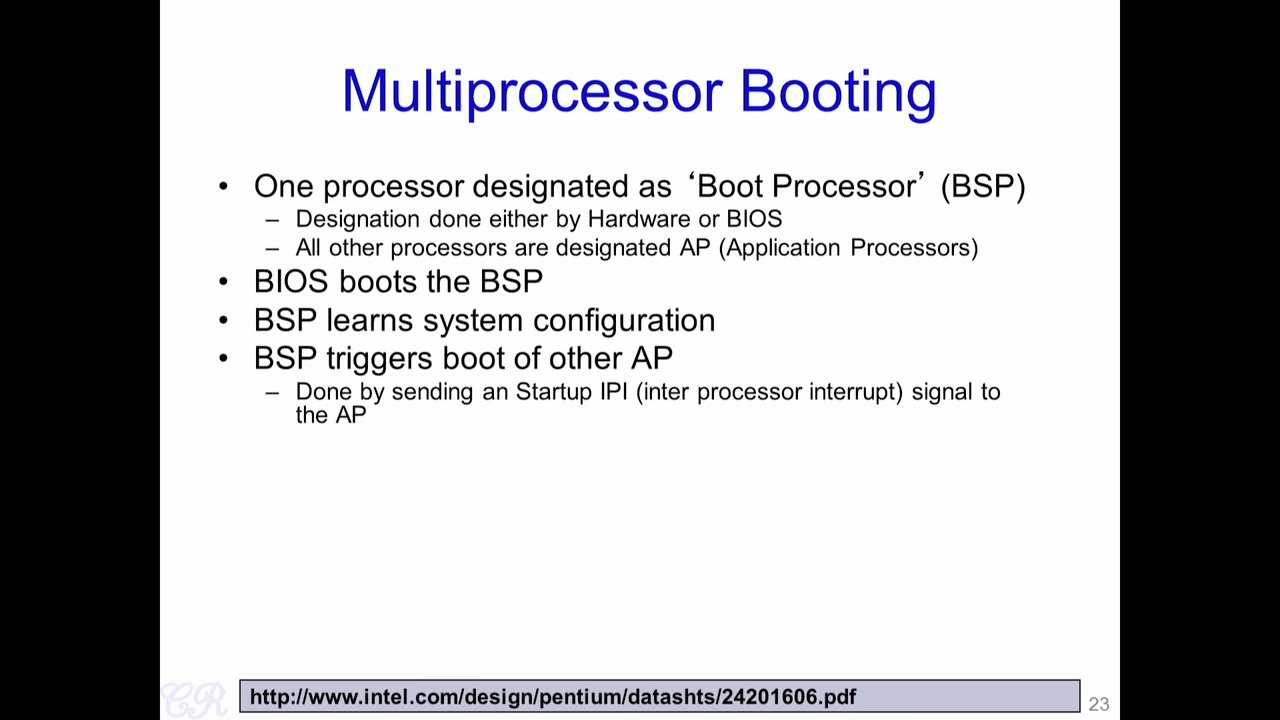 Multiprocessor Booting
• One processor designated as ‘Boot Processor’ (BSP)
– Designation done either by Hardware or BIOS
– All other processors are designated AP (Application Processors)
• BIOS boots the BSP
• BSP learns system configuration
• BSP triggers boot of other AP
– Done by sending an Startup IPI (inter processor interrupt) signal to
the AP
CR
http://www.intel.com/design/pentium/datashts/24201606.pdf
23